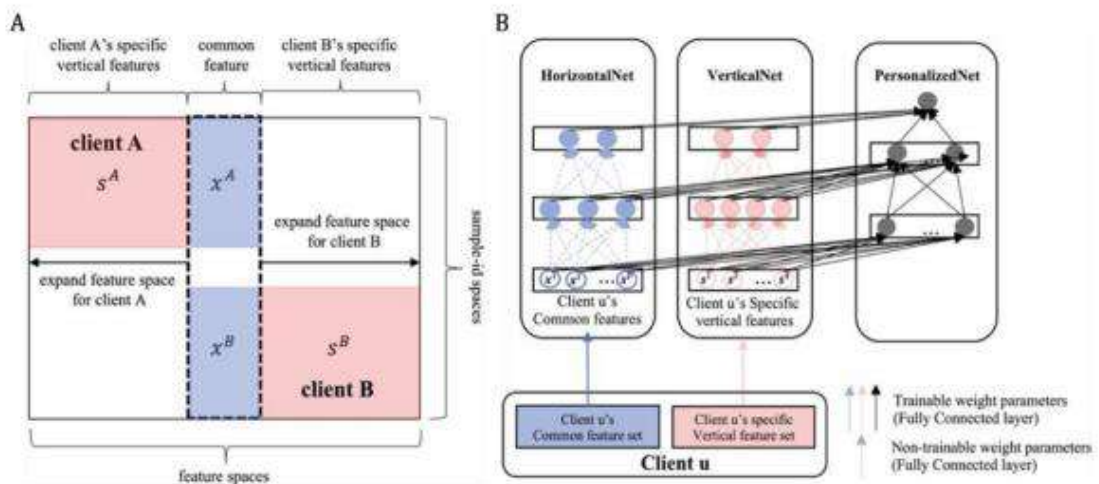 A
client A's specific
vertical features
common
feature
client B's specific
vertical features
client A
s^A
x^A
expand feature space
for client B
expand feature space
for client A
x^B
s^B
client B
sample-id spaces
feature spaces
B
HorizontalNet
VerticalNet
PersonalizedNet
...
...
...
...
Client u's
Common features
Client u's Specific
vertical features
Client u's
Common feature set
Client u's specific
Vertical feature set
Client u
Trainable weight parameters
(Fully Connected layer)
Non-trainable weight parameters
(Fully Connected layer)